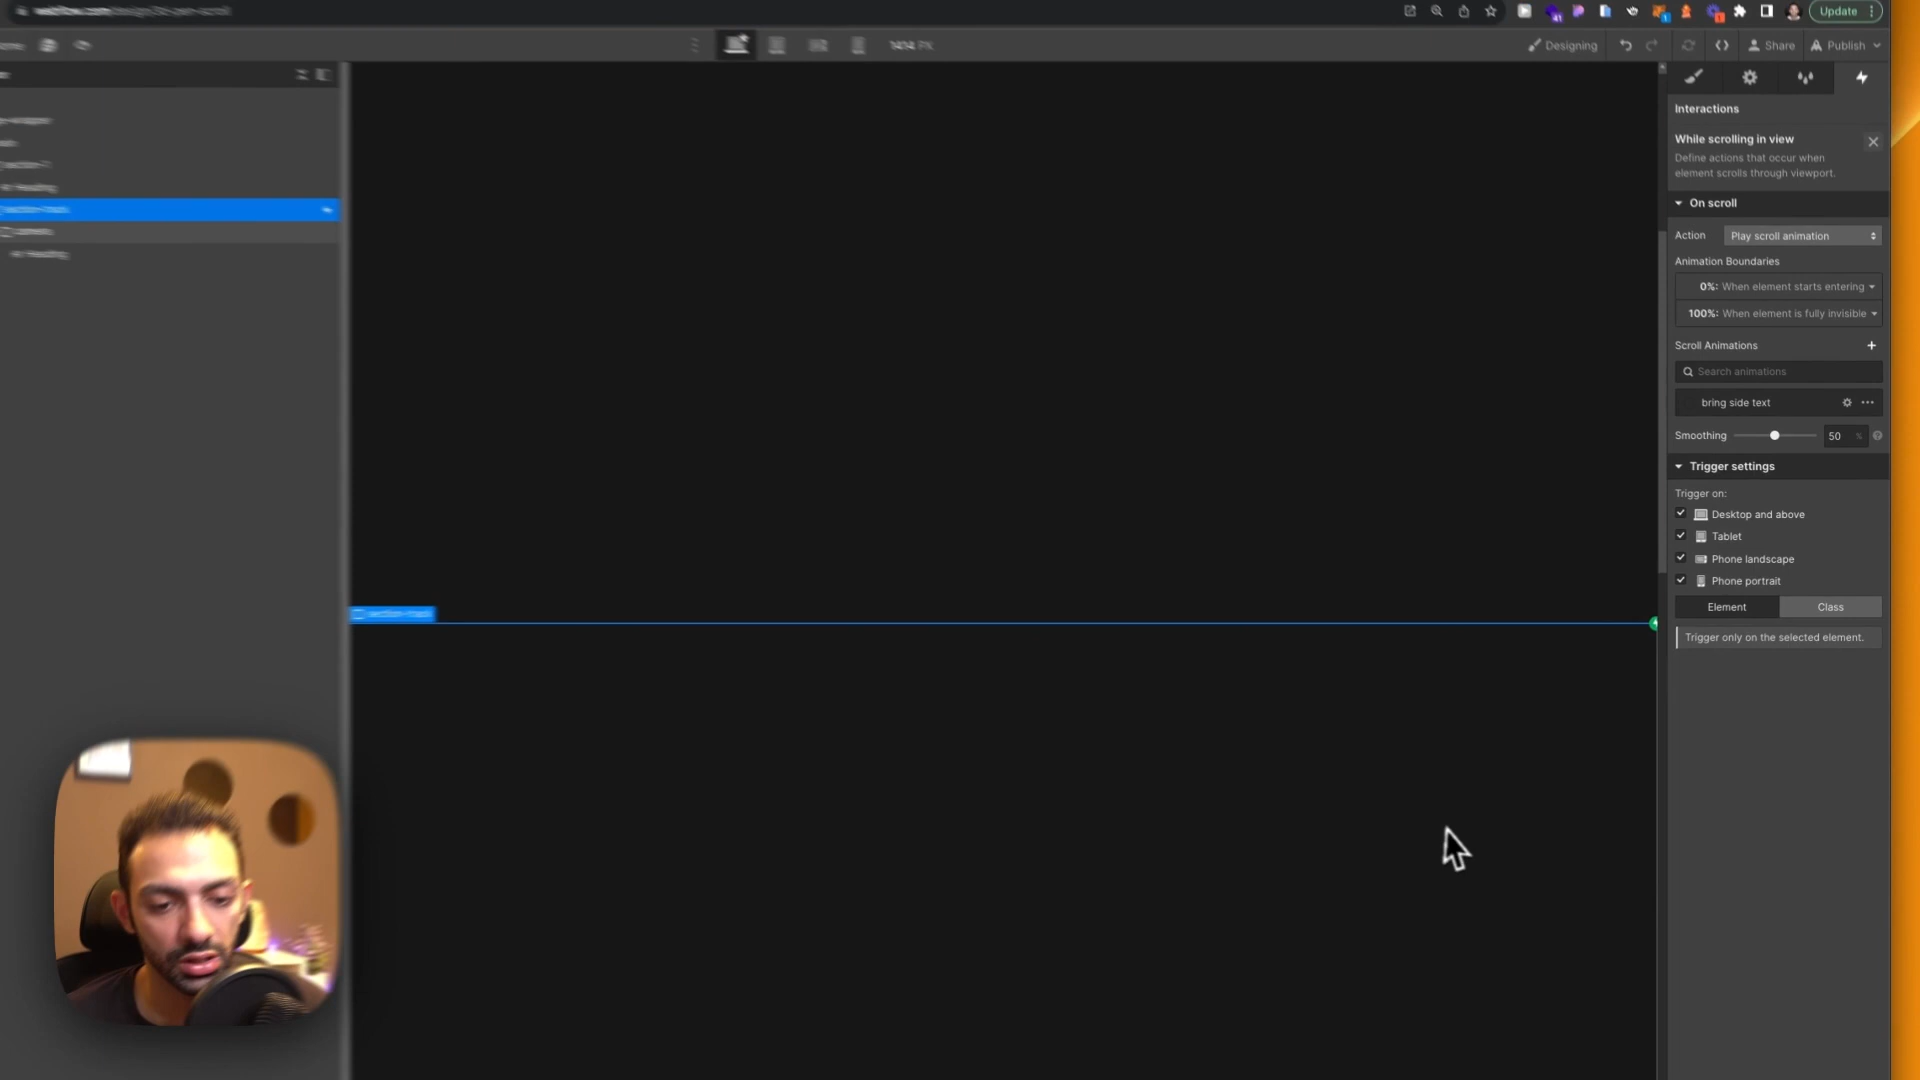 Update
1414 PX
Designing
Share
Publish
Interactions
While scrolling in view
Define actions that occur when
element scrolls through viewport.
On scroll
Action
Play scroll animation
Animation Boundaries
0%: When element starts entering
100%: When element is fully invisible
Scroll Animations
Search animations
bring side text
Smoothing
50 %
Trigger settings
Trigger on:
Desktop and above
Tablet
Phone landscape
Phone portrait
Element
Class
Trigger only on the selected element.